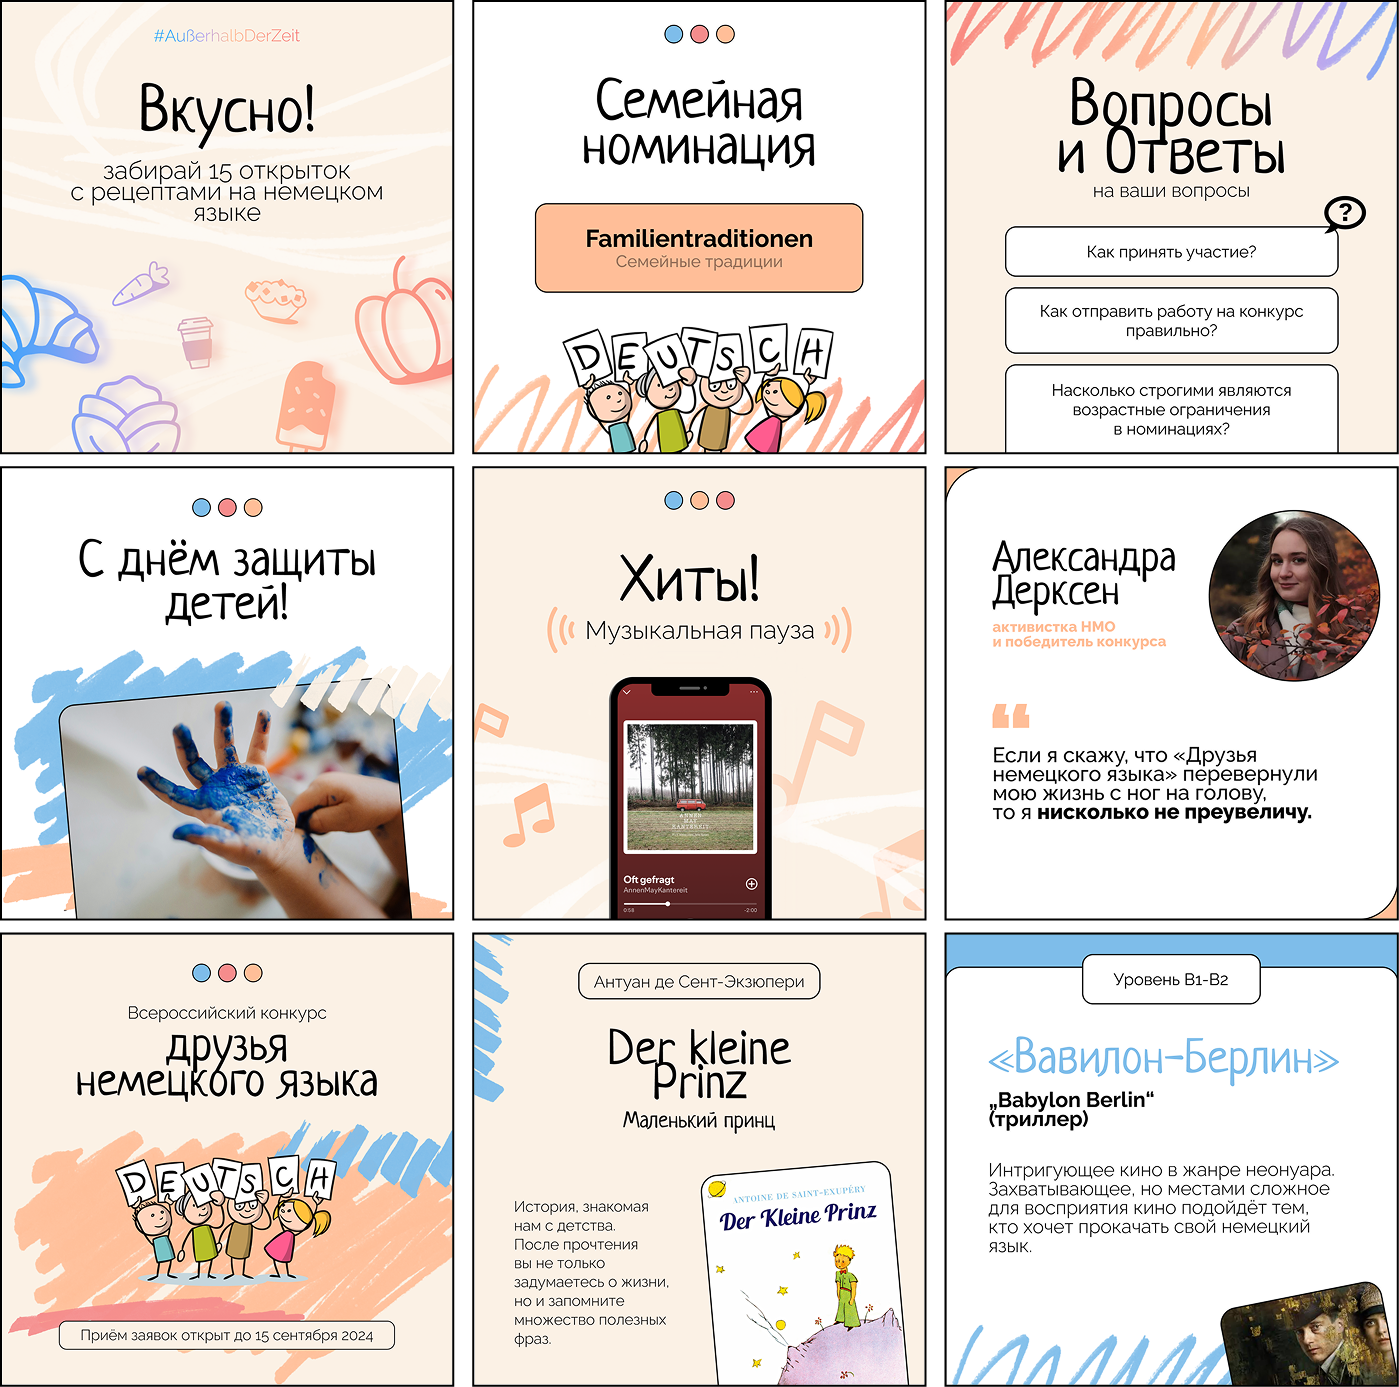 #AußerhalbDerZeit
Вкусно!
забирай 15 открыток
с рецептами на немецком
языке
Семейная
номинация
Familientraditionen
Семейные традиции
DEUTSCH
Вопросы
и Ответы
на ваши вопросы
?
Как принять участие?
Как отправить работу на конкурс
правильно?
Насколько строгими являются
возрастные ограничения
в номинациях?
С днём защиты
детей!
Хиты!
Музыкальная пауза
ANNEN
MAY
KANTEREIT
Oft gefragt
AnnenMayKantereit
0:58
-2:00
Александра
Дерксен
активистка НМО
и победитель конкурса
Если я скажу, что «Друзья
немецкого языка» перевернули
мою жизнь с ног на голову,
то я нисколько не преувеличу.
Всероссийский конкурс
друзья
немецкого языка
DEUTSCH
Приём заявок открыт до 15 сентября 2024
Антуан де Сент-Экзюпери
Der kleine
Prinz
Маленький принц
История, знакомая
нам с детства.
После прочтения
вы не только
задумаетесь о жизни,
но и запомните
множество полезных
фраз.
ANTOINE DE SAINT-EXUPÉRY
Der Kleine Prinz
Уровень B1-B2
«Вавилон-Берлин»
„Babylon Berlin“
(триллер)
Интригующее кино в жанре неонуара.
Захватывающее, но местами сложное
для восприятия кино подойдёт тем,
кто хочет прокачать свой немецкий
язык.